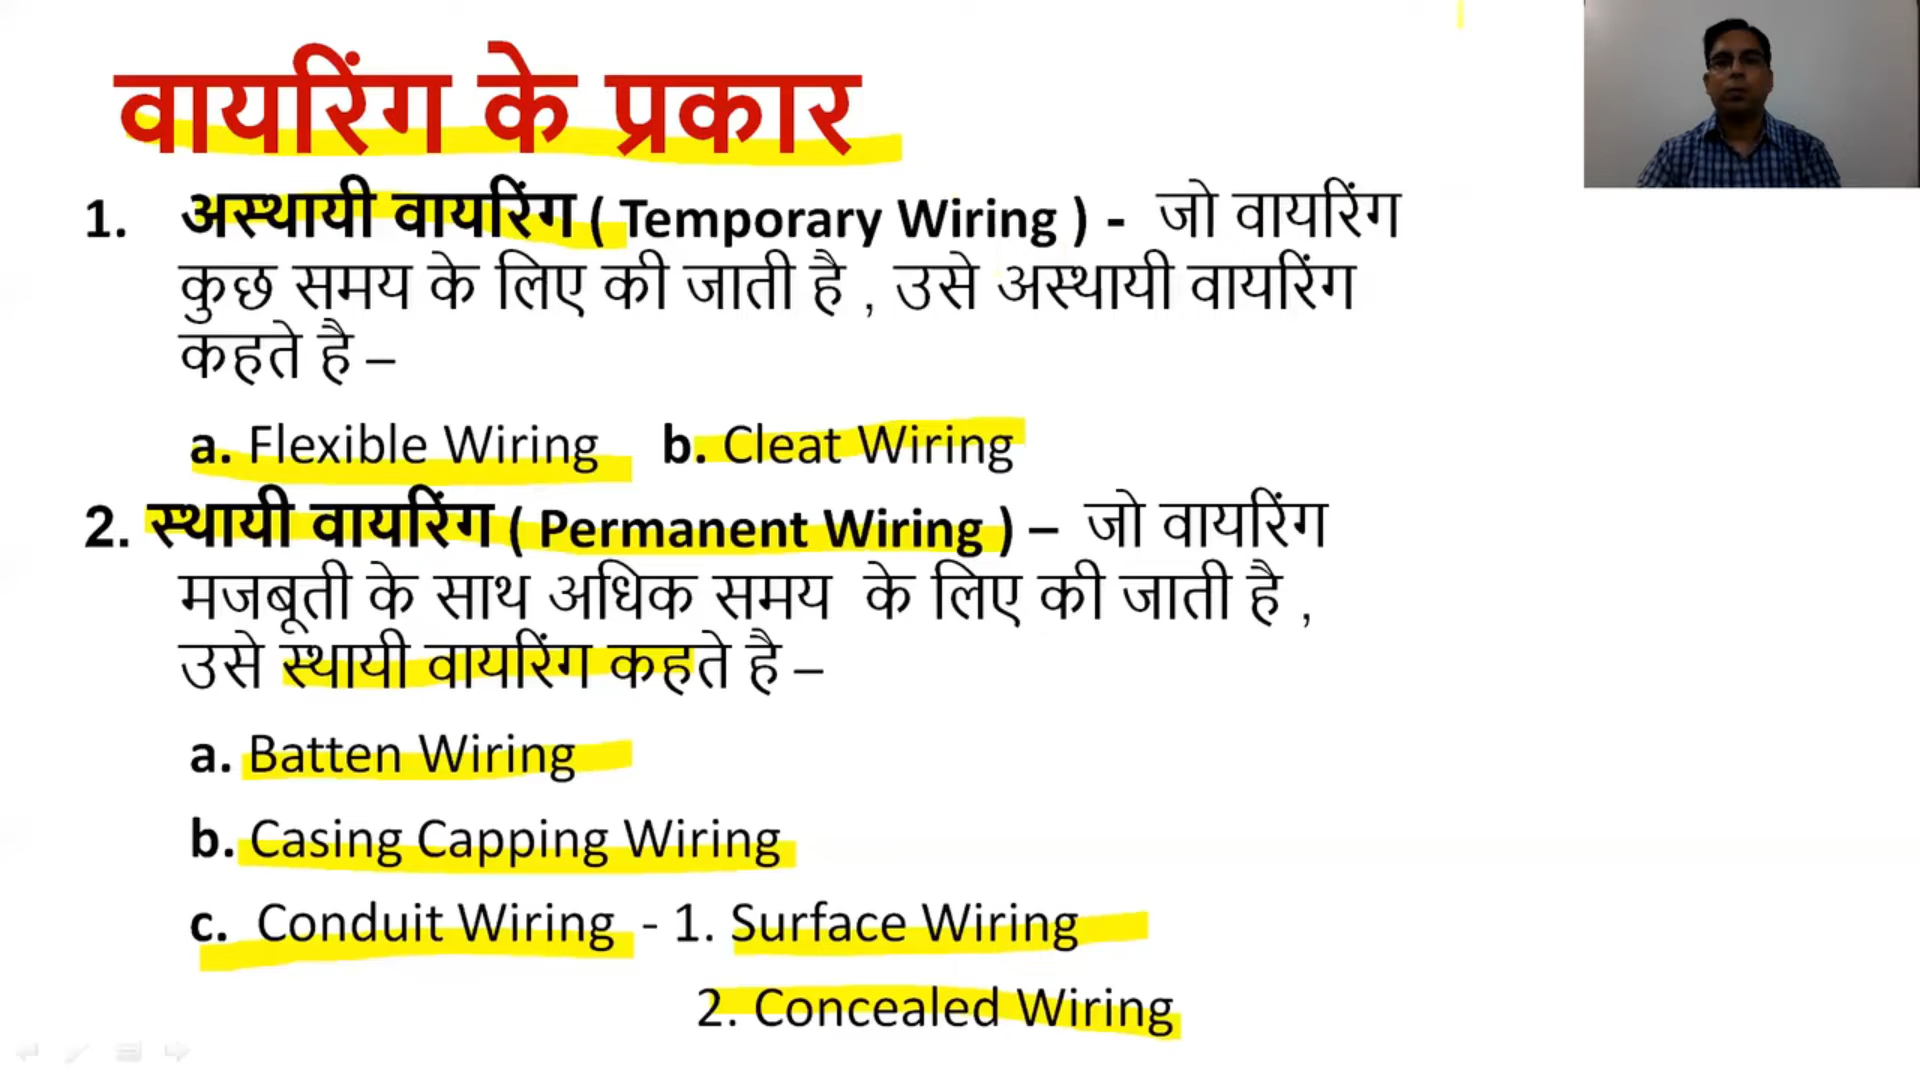 वायरिंग के प्रकार
1. अस्थायी वायरिंग ( Temporary Wiring ) - जो वायरिंग
कुछ समय के लिए की जाती है , उसे अस्थायी वायरिंग
कहते है –
a. Flexible Wiring b. Cleat Wiring
2. स्थायी वायरिंग ( Permanent Wiring ) – जो वायरिंग
मजबूती के साथ अधिक समय के लिए की जाती है ,
उसे स्थायी वायरिंग कहते है –
a. Batten Wiring
b. Casing Capping Wiring
c. Conduit Wiring - 1. Surface Wiring
2. Concealed Wiring